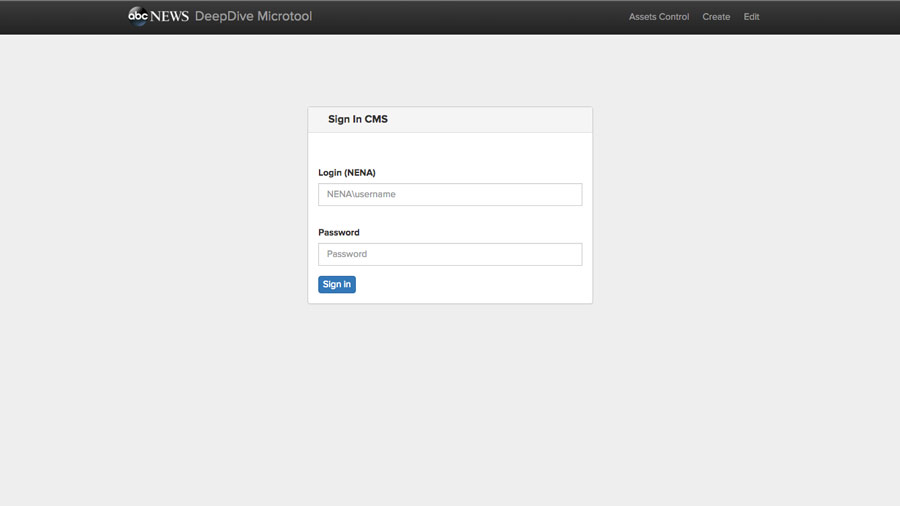 abc NEWS DeepDive Microtool Assets Control Create Edit
Sign In CMS
Login (NENA)
NENA\username
Password
Password
Sign in